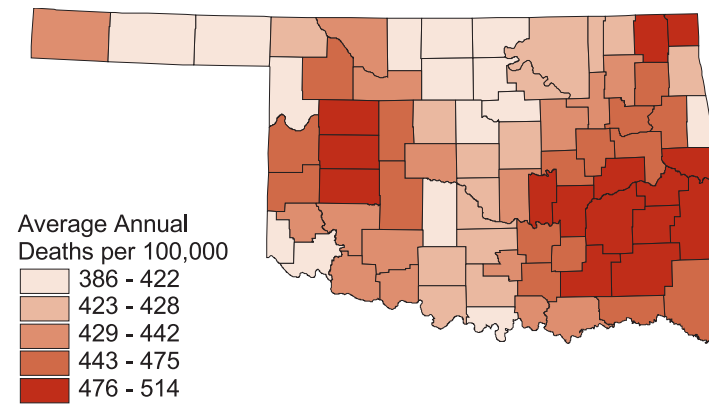 Average Annual
Deaths per 100,000
386 - 422
423 - 428
429 - 442
443 - 475
476 - 514